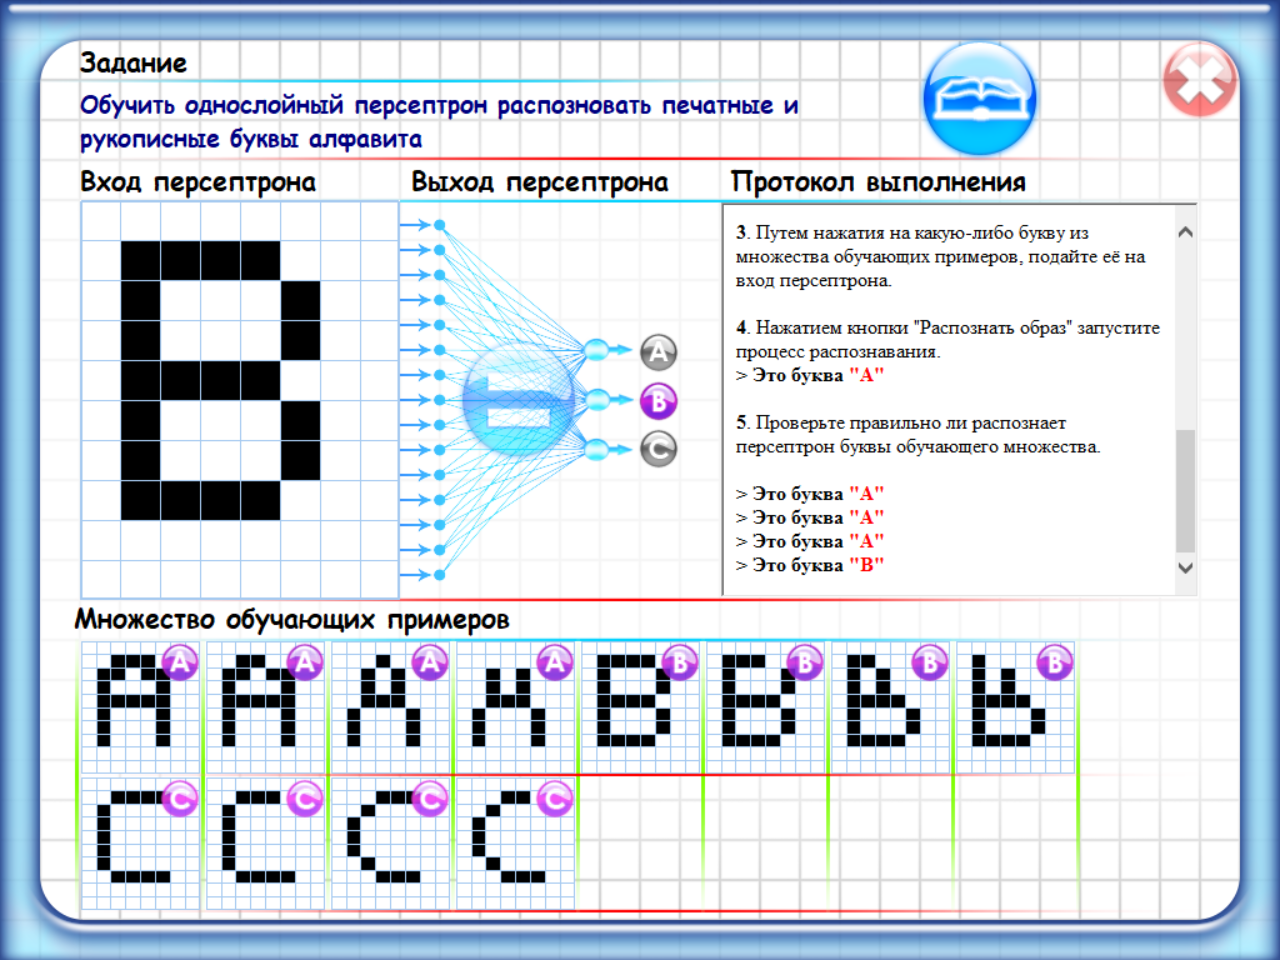 Задание
Обучить однослойный персептрон распозновать печатные и
рукописные буквы алфавита
Вход персептрона
Выход персептрона
Протокол выполнения
A
B
C
3. Путем нажатия на какую-либо букву из
множества обучающих примеров, подайте её на
вход персептрона.
4. Нажатием кнопки "Распознать образ" запустите
процесс распознавания.
> Это буква "А"
5. Проверьте правильно ли распознает
персептрон буквы обучающего множества.
> Это буква "А"
> Это буква "А"
> Это буква "А"
> Это буква "В"
Множество обучающих примеров
A A A A B B B B
C C C C